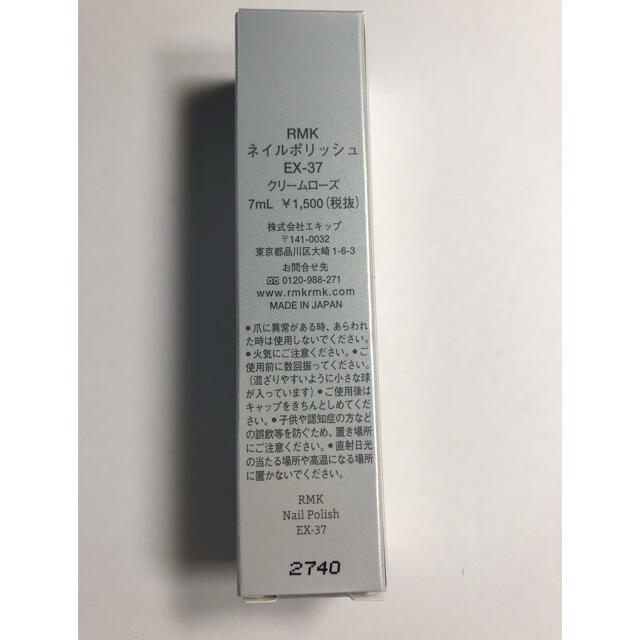 RMK
ネイルポリッシュ
EX-37
クリームローズ
7mL ￥1,500(税抜)
株式会社エキップ
〒141-0032
東京都品川区大崎1-6-3
お問合せ先
0120-988-271
www.rmkrmk.com
MADE IN JAPAN
●爪に異常がある時、あらわれ
た時は使用しないでください。
●火気にご注意ください。●ご
使用前に数回振ってください。
(混ざりやすいように小さな球
が入っています)●ご使用後は
キャップをきちんとしめてくだ
さい。●子供や認知症の方など
の誤飲等を防ぐため、置き場所
にご注意ください。●直射日光
の当たる場所や高温になる場所
に置かないでください。
RMK
Nail Polish
EX-37
2740